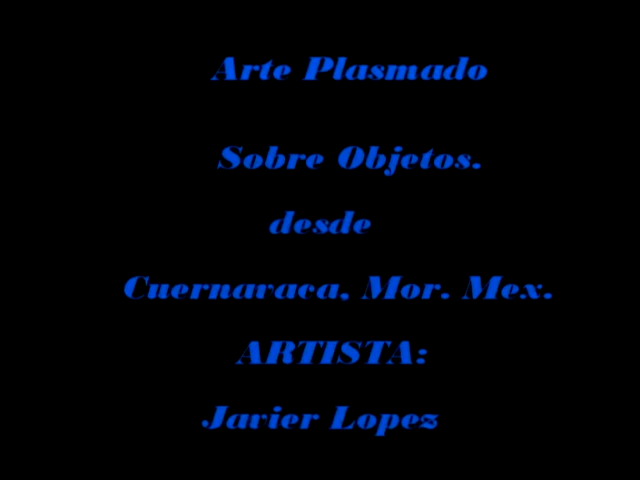 Arte Plasmado
Sobre Objetos.
desde
Cuernavaca, Mor. Mex.
ARTISTA:
Javier Lopez